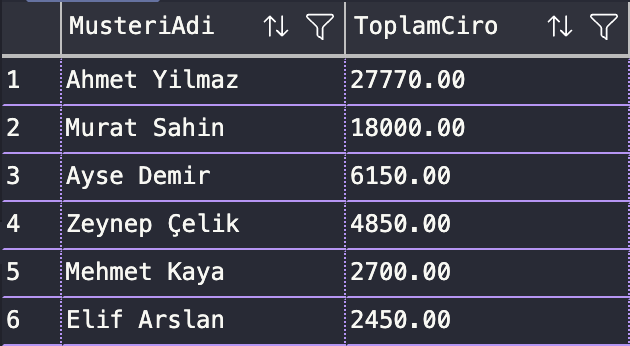 MusteriAdi ToplamCiro
1 Ahmet Yilmaz 27770.00
2 Murat Sahin 18000.00
3 Ayse Demir 6150.00
4 Zeynep Çelik 4850.00
5 Mehmet Kaya 2700.00
6 Elif Arslan 2450.00